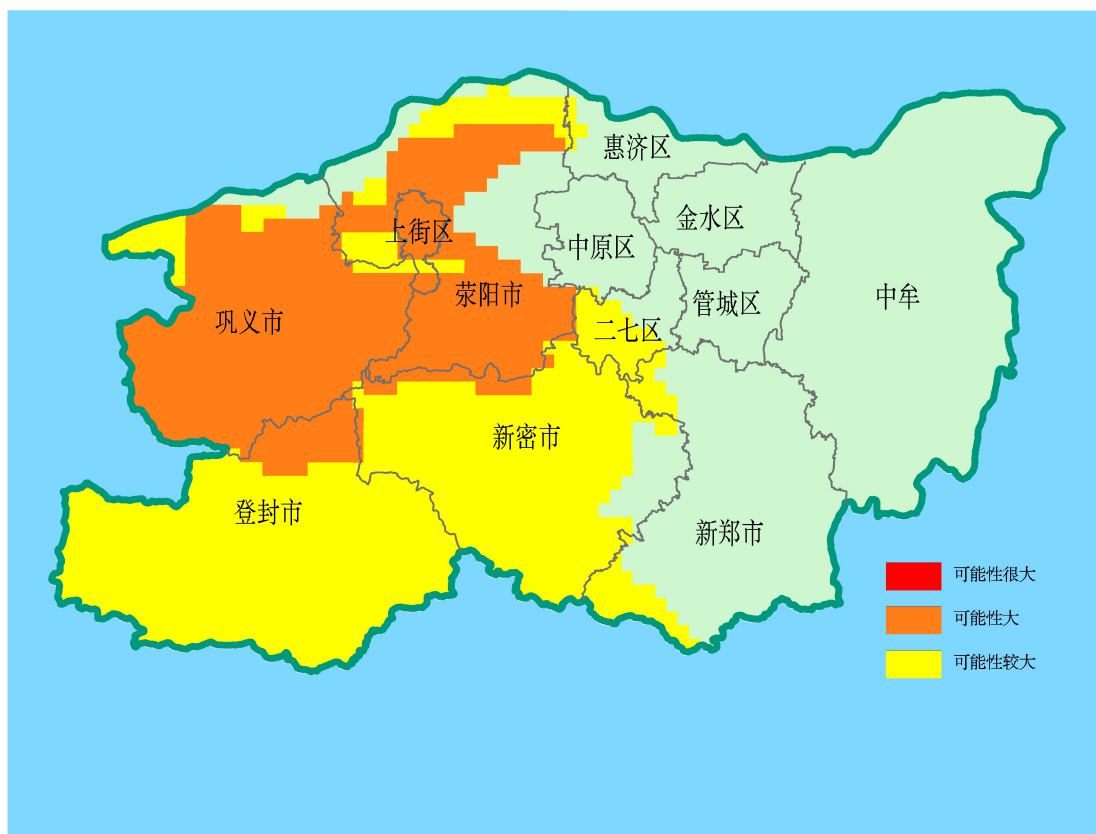 惠济区
金水区
上街区
中原区
荥阳市
中牟
管城区
巩义市
二七区
新密市
登封市
新郑市
可能性很大
可能性大
可能性较大